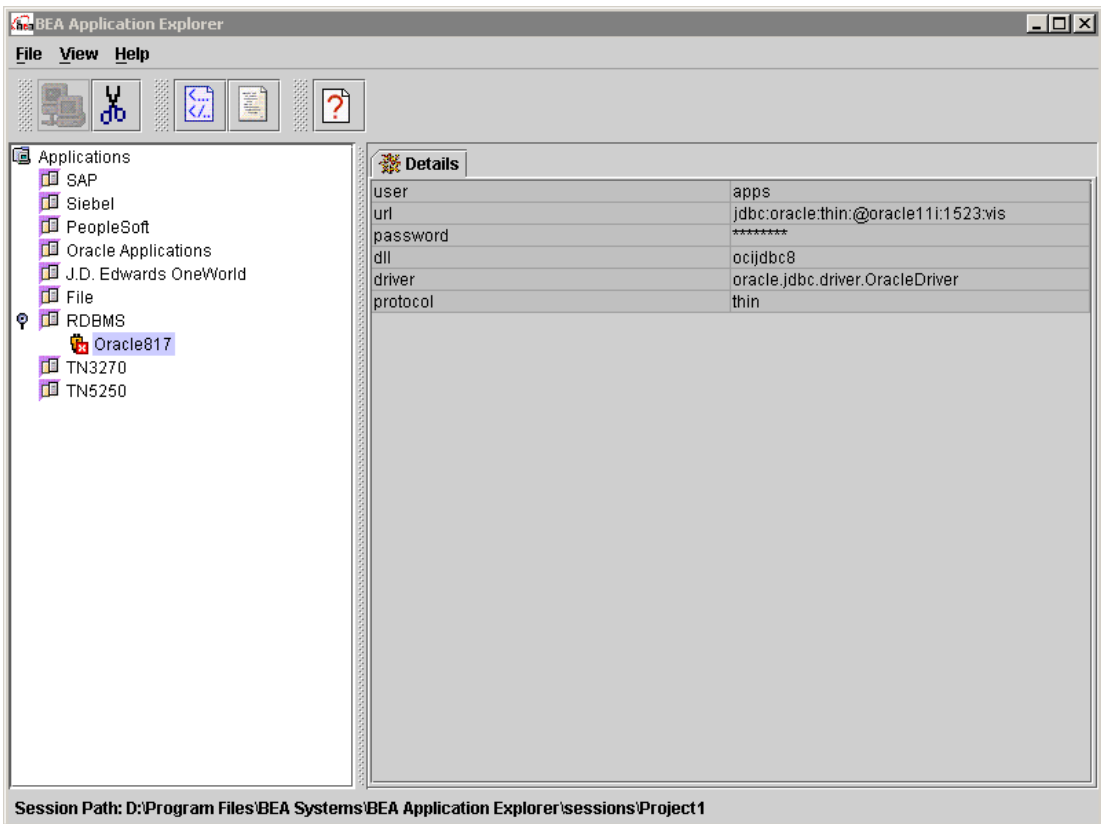 BEA Application Explorer
File View Help
Applications
SAP
Siebel
PeopleSoft
Oracle Applications
J.D. Edwards OneWorld
File
RDBMS
Oracle817
TN3270
TN5250
Details
user apps
url jdbc:oracle:thin:@oracle11i:1523:vis
password ********
dll ocijdbc8
driver oracle.jdbc.driver.OracleDriver
protocol thin
Session Path: D:\Program Files\BEA Systems\BEA Application Explorer\sessions\Project1